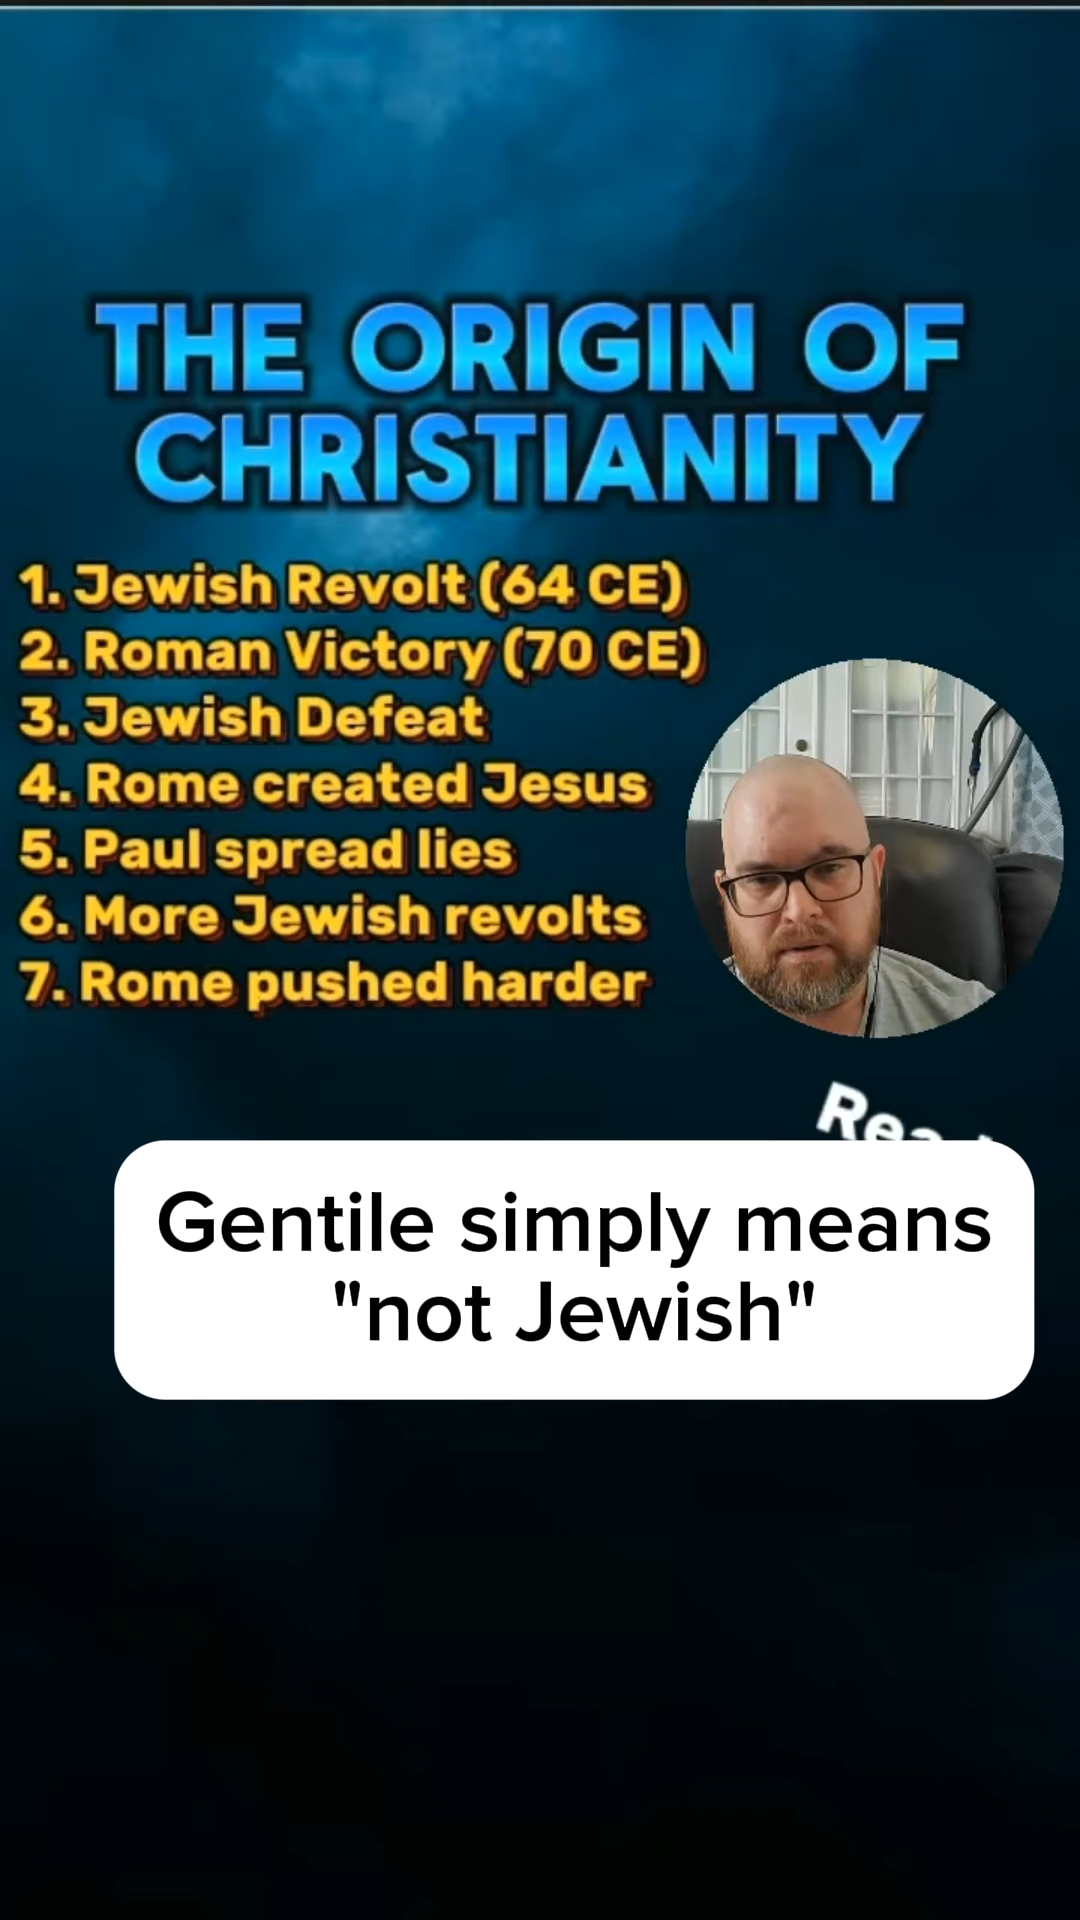 THE ORIGIN OF
CHRISTIANITY
1. Jewish Revolt (64 CE)
2. Roman Victory (70 CE)
3. Jewish Defeat
4. Rome created Jesus
5. Paul spread lies
6. More Jewish revolts
7. Rome pushed harder
Gentile simply means
"not Jewish"